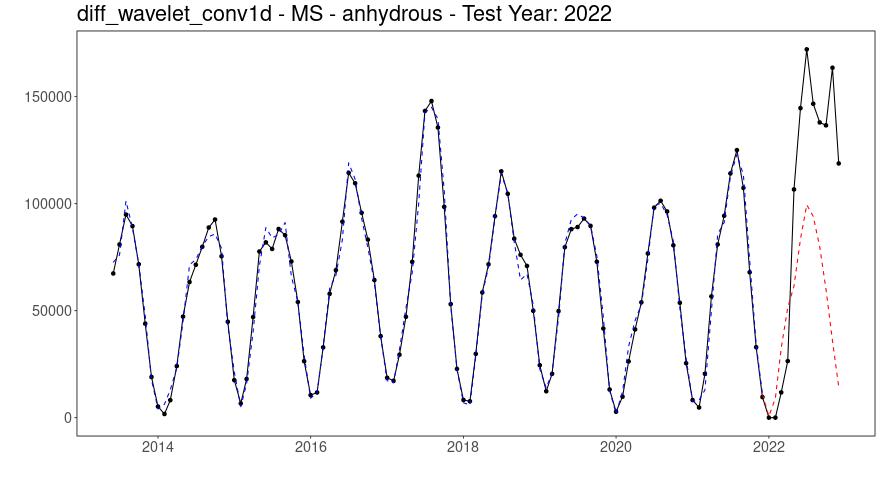 diff_wavelet_conv1d - MS - anhydrous - Test Year: 2022
150000
100000
50000
0
2014 2016 2018 2020 2022